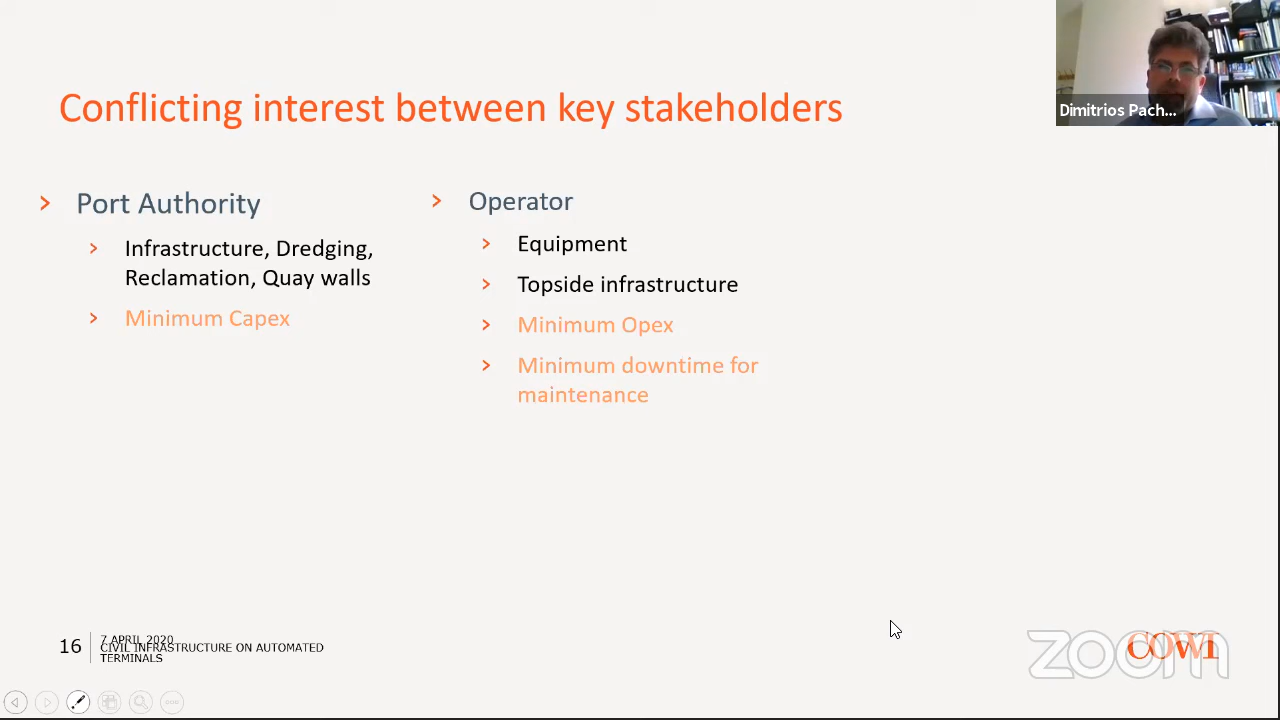 Conflicting interest between key stakeholders
Dimitrios Pach...
Port Authority
Infrastructure, Dredging,
Reclamation, Quay walls
Minimum Capex
Operator
Equipment
Topside infrastructure
Minimum Opex
Minimum downtime for
maintenance
16
7 APRIL 2020
CIVIL INFRASTRUCTURE ON AUTOMATED
TERMINALS
COWI
zoom